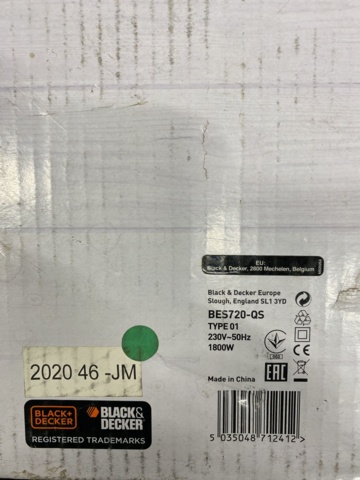 EU:
Black & Decker, 2800 Mechelen, Belgium
Black & Decker Europe
Slough, England SL1 3YD
BES720-QS
TYPE 01
230V~50Hz
1800W
CE
EAC
Made in China
5 035048 712412 >
2020 46 -JM
BLACK+
DECKER
BLACK&
DECKER
REGISTERED TRADEMARKS